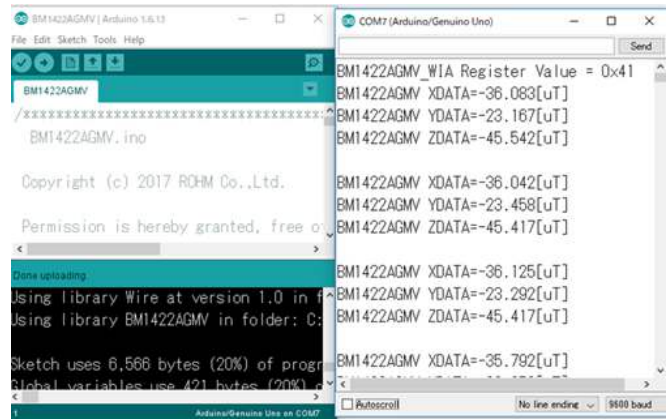 BM1422AGMV | Arduino 1.6.13
File Edit Sketch Tools Help
BM1422AGMV
BM1422AGMV.ino
Copyright (c) 2017 ROHM Co.,Ltd.
Permission is hereby granted, free
Done uploading.
Using library Wire at version 1.0 in f
Using library BM1422AGMV in folder: C:
Sketch uses 6,566 bytes (20%) of progr
Global variables use 421 bytes (20%)
1
Arduino/Genuino Uno on COM7
COM7 (Arduino/Genuino Uno)
Send
BM1422AGMV_WIA Register Value = 0x41
BM1422AGMV XDATA=-36.083[uT]
BM1422AGMV YDATA=-23.167[uT]
BM1422AGMV ZDATA=-45.542[uT]
BM1422AGMV XDATA=-36.042[uT]
BM1422AGMV YDATA=-23.458[uT]
BM1422AGMV ZDATA=-45.417[uT]
BM1422AGMV XDATA=-36.125[uT]
BM1422AGMV YDATA=-23.292[uT]
BM1422AGMV ZDATA=-45.417[uT]
BM1422AGMV XDATA=-35.792[uT]
Autoscroll
No line ending
9600 baud